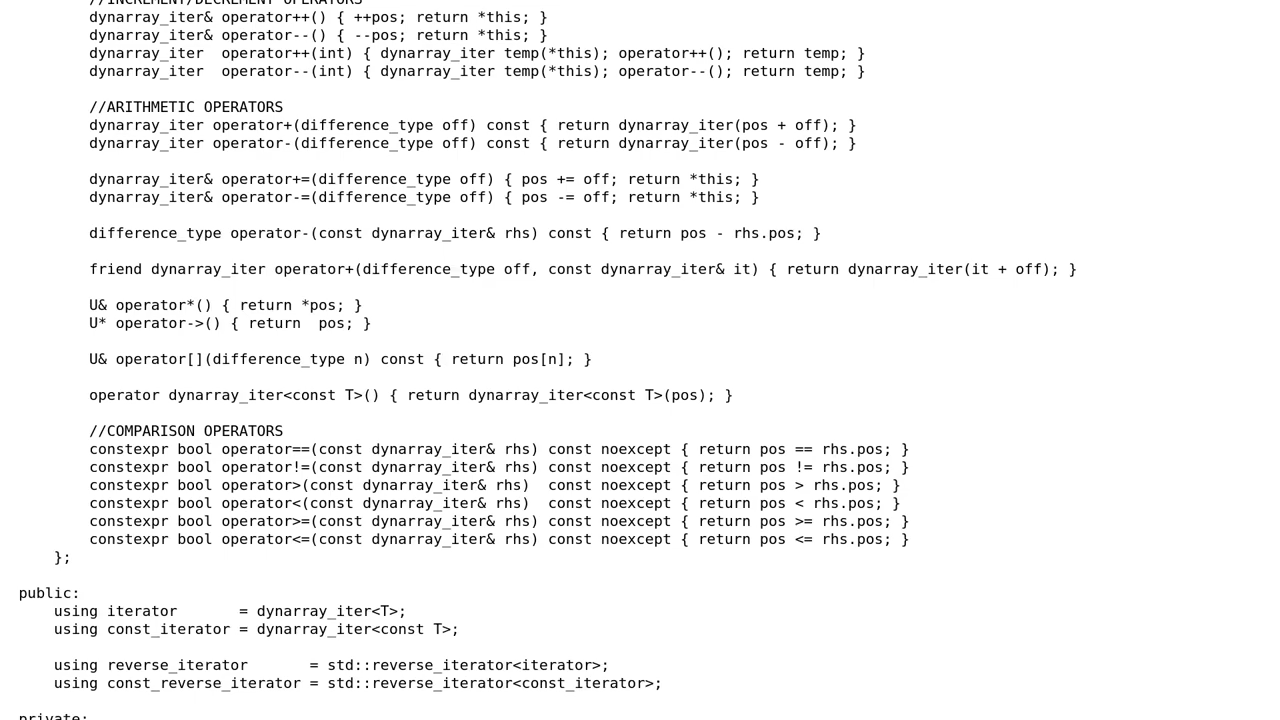 //INCREMENT/DECREMENT OPERATORS
dynarray_iter& operator++() { ++pos; return *this; }
dynarray_iter& operator--() { --pos; return *this; }
dynarray_iter  operator++(int) { dynarray_iter temp(*this); operator++(); return temp; }
dynarray_iter  operator--(int) { dynarray_iter temp(*this); operator--(); return temp; }
//ARITHMETIC OPERATORS
dynarray_iter operator+(difference_type off) const { return dynarray_iter(pos + off); }
dynarray_iter operator-(difference_type off) const { return dynarray_iter(pos - off); }
dynarray_iter& operator+=(difference_type off) { pos += off; return *this; }
dynarray_iter& operator-=(difference_type off) { pos -= off; return *this; }
difference_type operator-(const dynarray_iter& rhs) const { return pos - rhs.pos; }
friend dynarray_iter operator+(difference_type off, const dynarray_iter& it) { return dynarray_iter(it + off); }
U& operator*() { return *pos; }
U* operator->() { return  pos; }
U& operator[](difference_type n) const { return pos[n]; }
operator dynarray_iter<const T>() { return dynarray_iter<const T>(pos); }
//COMPARISON OPERATORS
constexpr bool operator==(const dynarray_iter& rhs) const noexcept { return pos == rhs.pos; }
constexpr bool operator!=(const dynarray_iter& rhs) const noexcept { return pos != rhs.pos; }
constexpr bool operator>(const dynarray_iter& rhs)  const noexcept { return pos > rhs.pos; }
constexpr bool operator<(const dynarray_iter& rhs)  const noexcept { return pos < rhs.pos; }
constexpr bool operator>=(const dynarray_iter& rhs) const noexcept { return pos >= rhs.pos; }
constexpr bool operator<=(const dynarray_iter& rhs) const noexcept { return pos <= rhs.pos; }
};
public:
using iterator       = dynarray_iter<T>;
using const_iterator = dynarray_iter<const T>;
using reverse_iterator       = std::reverse_iterator<iterator>;
using const_reverse_iterator = std::reverse_iterator<const_iterator>;
private: